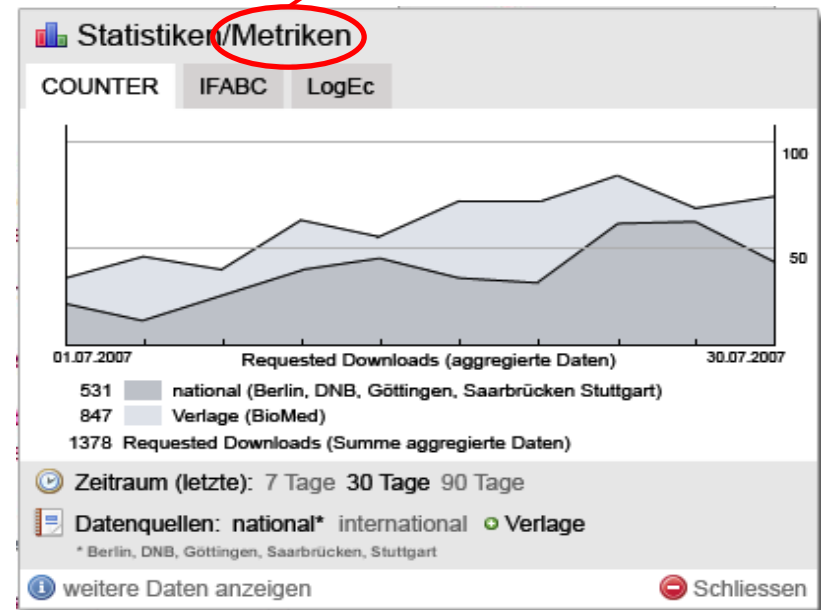 Statistiken/Metriken
COUNTER IFABC LogEc
100
50
01.07.2007 Requested Downloads (aggregierte Daten) 30.07.2007
531 national (Berlin, DNB, Göttingen, Saarbrücken Stuttgart)
847 Verlage (BioMed)
1378 Requested Downloads (Summe aggregierte Daten)
Zeitraum (letzte): 7 Tage 30 Tage 90 Tage
Datenquellen: national* international Verlage
* Berlin, DNB, Göttingen, Saarbrücken, Stuttgart
weitere Daten anzeigen Schliessen